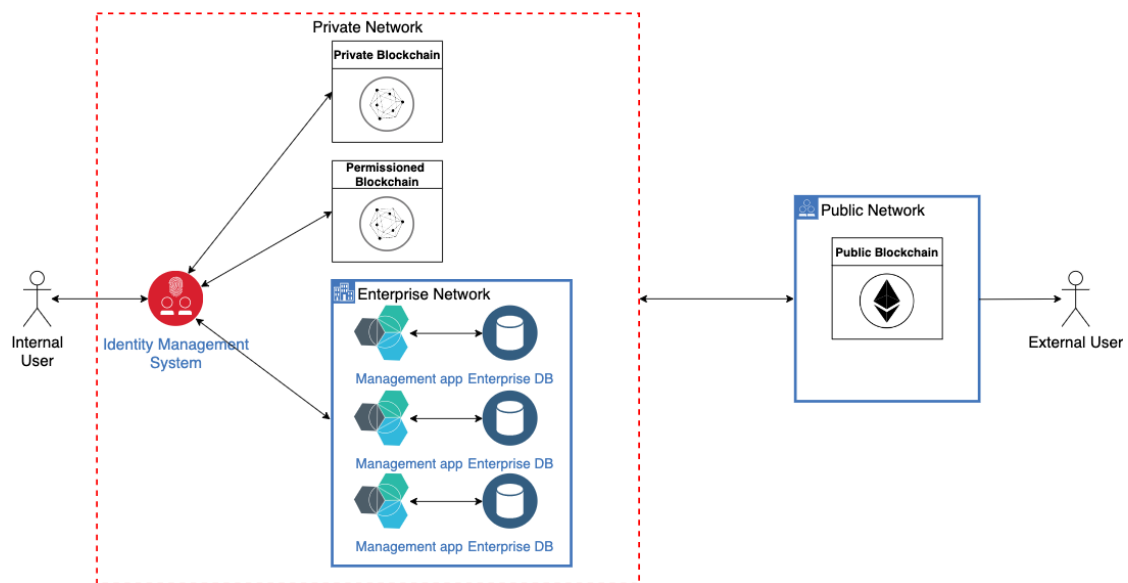 Private Network
Private Blockchain
Permissioned
Blockchain
Internal
User
Identity Management
System
Enterprise Network
Management app Enterprise DB
Management app Enterprise DB
Management app Enterprise DB
Public Network
Public Blockchain
External User